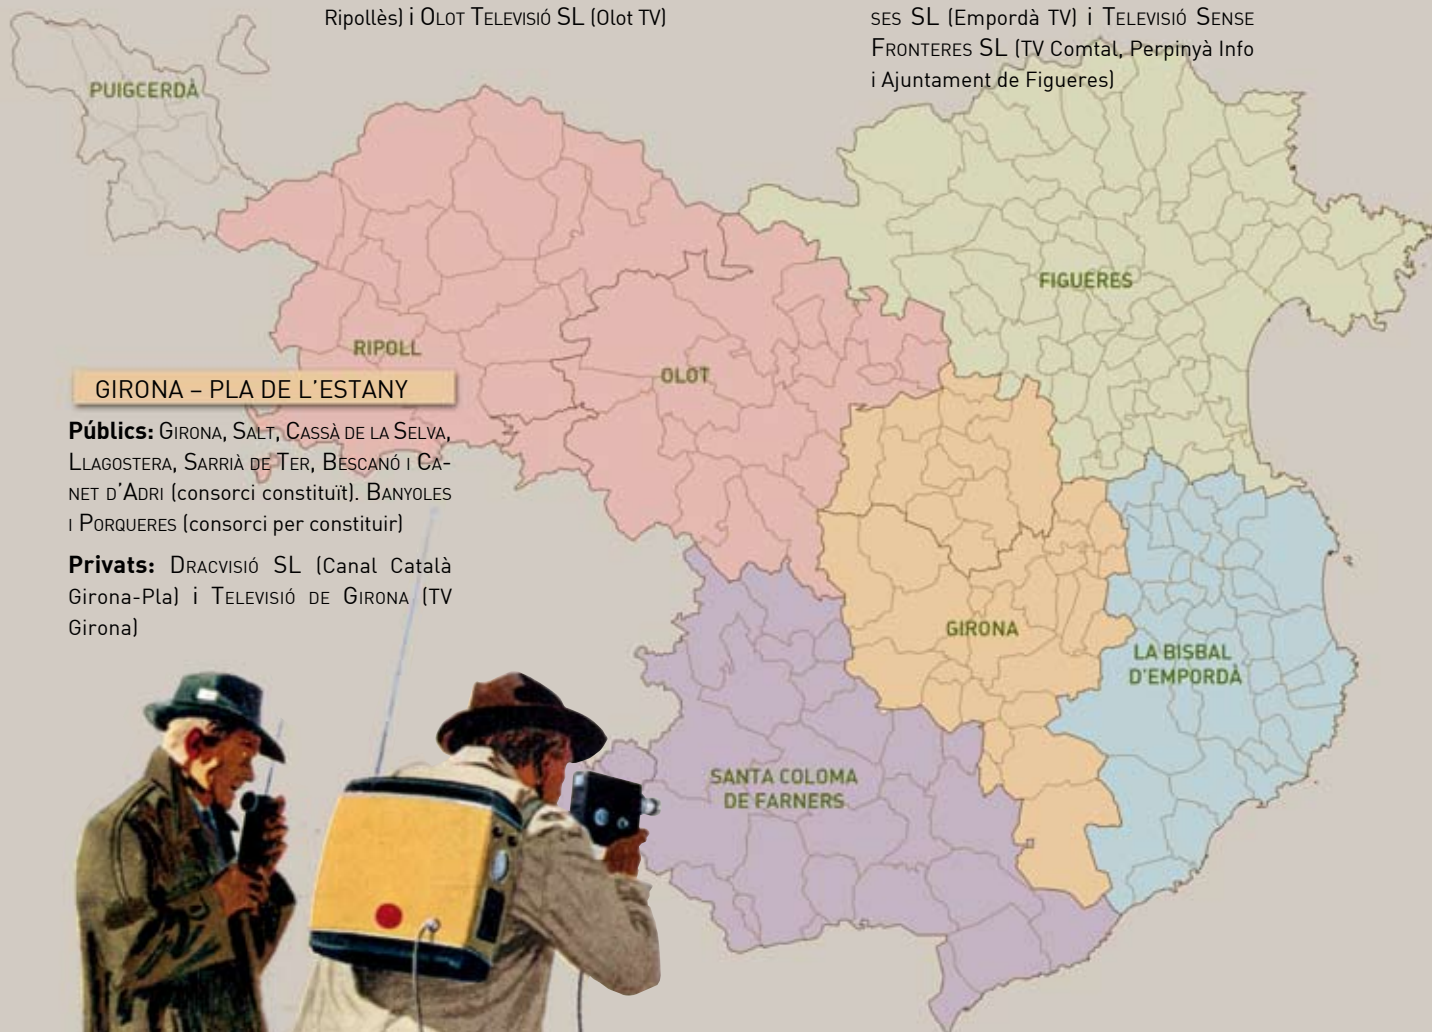 Ripollès) i Olot Televisió SL (Olot TV)
ses SL (Empordà TV) i Televisió Sense
Fronteres SL (TV Comtal, Perpinyà Info
i Ajuntament de Figueres)
PUIGCERDÀ
FIGUERES
RIPOLL
OLOT
GIRONA – PLA DE L'ESTANY
Públics: Girona, Salt, Cassà de la Selva,
Llagostera, Sarrià de Ter, Bescanó i Ca-
net d'Adri (consorci constituït). Banyoles
i Porqueres (consorci per constituir)
Privats: Dracvisió SL (Canal Català
Girona-Pla) i Televisió de Girona (TV
Girona)
GIRONA
LA BISBAL
D'EMPORDÀ
SANTA COLOMA
DE FARNERS